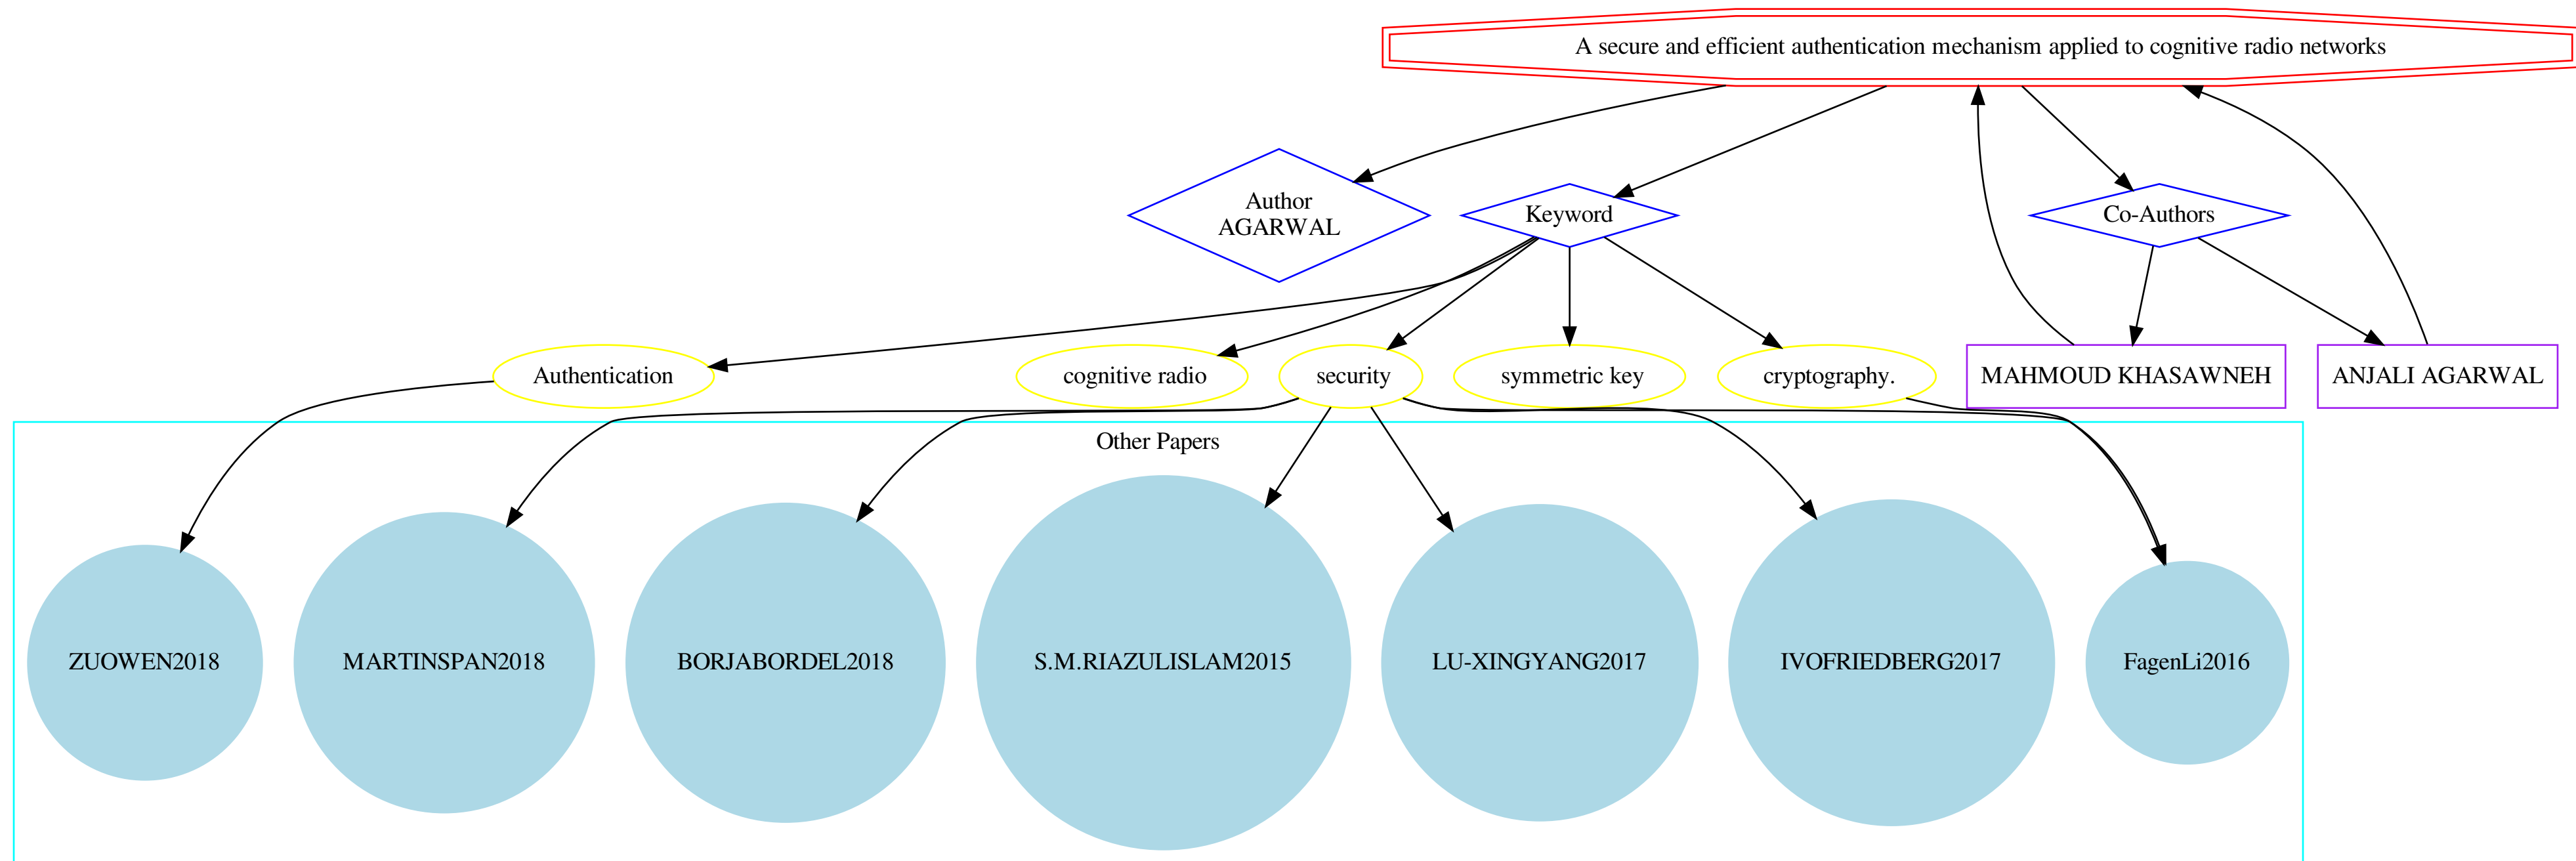 A secure and efficient authentication mechanism applied to cognitive radio networks
Author
AGARWAL
Keyword
Co-Authors
Authentication
cognitive radio
security
symmetric key
cryptography.
MAHMOUD KHASAWNEH
ANJALI AGARWAL
Other Papers
ZUOWEN2018
MARTINSPAN2018
BORJABORDEL2018
S.M.RIAZULISLAM2015
LU-XINGYANG2017
IVOFRIEDBERG2017
FagenLi2016